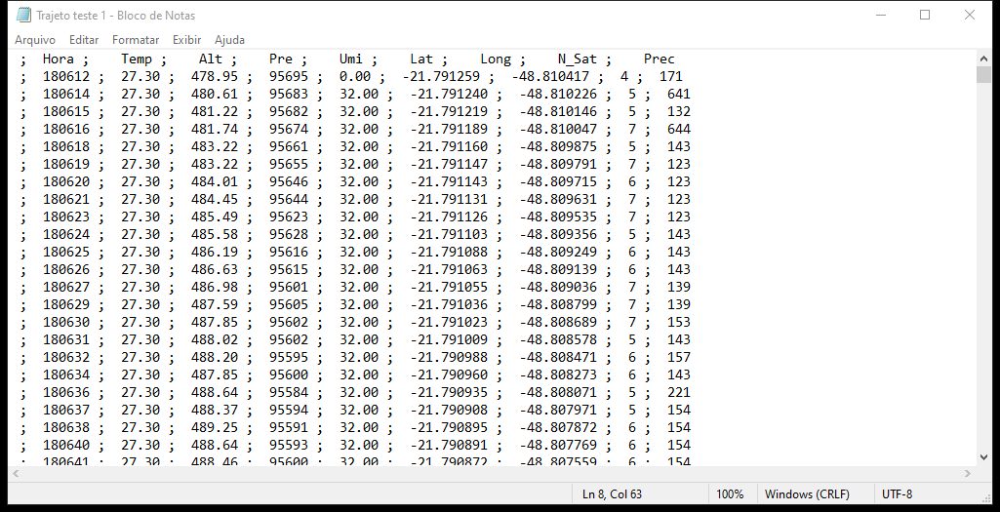 Trajeto teste 1 - Bloco de Notas
Arquivo Editar Formatar Exibir Ajuda
; Hora ; Temp ; Alt ; Pre ; Umi ; Lat ; Long ; N_Sat ; Prec
; 180612 ; 27.30 ; 478.95 ; 95695 ; 0.00 ; -21.791259 ; -48.810417 ; 4 ; 171
; 180614 ; 27.30 ; 480.61 ; 95683 ; 32.00 ; -21.791240 ; -48.810226 ; 5 ; 641
; 180615 ; 27.30 ; 481.22 ; 95682 ; 32.00 ; -21.791219 ; -48.810146 ; 5 ; 132
; 180616 ; 27.30 ; 481.74 ; 95674 ; 32.00 ; -21.791189 ; -48.810047 ; 7 ; 644
; 180618 ; 27.30 ; 483.22 ; 95661 ; 32.00 ; -21.791160 ; -48.809875 ; 5 ; 143
; 180619 ; 27.30 ; 483.22 ; 95655 ; 32.00 ; -21.791147 ; -48.809791 ; 7 ; 123
; 180620 ; 27.30 ; 484.01 ; 95646 ; 32.00 ; -21.791143 ; -48.809715 ; 6 ; 123
; 180621 ; 27.30 ; 484.45 ; 95644 ; 32.00 ; -21.791131 ; -48.809631 ; 7 ; 123
; 180623 ; 27.30 ; 485.49 ; 95623 ; 32.00 ; -21.791126 ; -48.809535 ; 7 ; 123
; 180624 ; 27.30 ; 485.58 ; 95628 ; 32.00 ; -21.791103 ; -48.809356 ; 5 ; 143
; 180625 ; 27.30 ; 486.19 ; 95616 ; 32.00 ; -21.791088 ; -48.809249 ; 6 ; 143
; 180626 ; 27.30 ; 486.63 ; 95615 ; 32.00 ; -21.791063 ; -48.809139 ; 6 ; 143
; 180627 ; 27.30 ; 486.98 ; 95601 ; 32.00 ; -21.791055 ; -48.809036 ; 7 ; 139
; 180629 ; 27.30 ; 487.59 ; 95605 ; 32.00 ; -21.791036 ; -48.808799 ; 7 ; 139
; 180630 ; 27.30 ; 487.85 ; 95602 ; 32.00 ; -21.791023 ; -48.808689 ; 7 ; 153
; 180631 ; 27.30 ; 488.02 ; 95602 ; 32.00 ; -21.791009 ; -48.808578 ; 5 ; 143
; 180632 ; 27.30 ; 488.20 ; 95595 ; 32.00 ; -21.790988 ; -48.808471 ; 6 ; 157
; 180634 ; 27.30 ; 487.85 ; 95600 ; 32.00 ; -21.790960 ; -48.808273 ; 6 ; 143
; 180636 ; 27.30 ; 488.64 ; 95584 ; 32.00 ; -21.790935 ; -48.808071 ; 5 ; 221
; 180637 ; 27.30 ; 488.37 ; 95594 ; 32.00 ; -21.790908 ; -48.807971 ; 5 ; 154
; 180638 ; 27.30 ; 489.25 ; 95591 ; 32.00 ; -21.790895 ; -48.807872 ; 6 ; 154
; 180640 ; 27.30 ; 488.64 ; 95593 ; 32.00 ; -21.790891 ; -48.807769 ; 6 ; 154
; 180641 ; 27.30 ; 488.46 ; 95600 ; 32.00 ; -21.790872 ; -48.807559 ; 6 ; 154
Ln 8, Col 63 100% Windows (CRLF) UTF-8